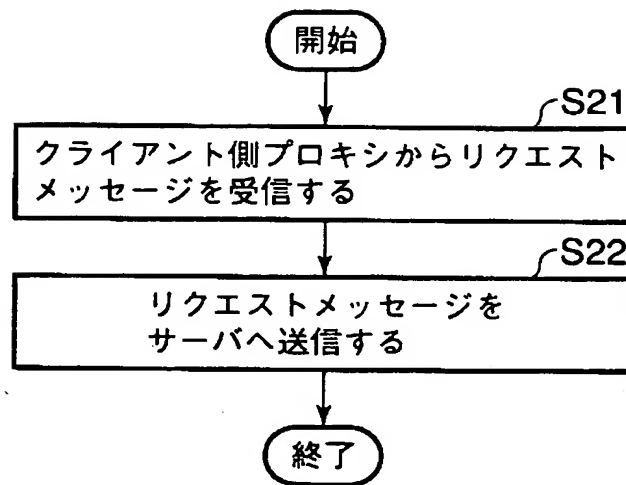 開始
S21
クライアント側プロキシからリクエスト
メッセージを受信する
S22
リクエストメッセージを
サーバへ送信する
終了